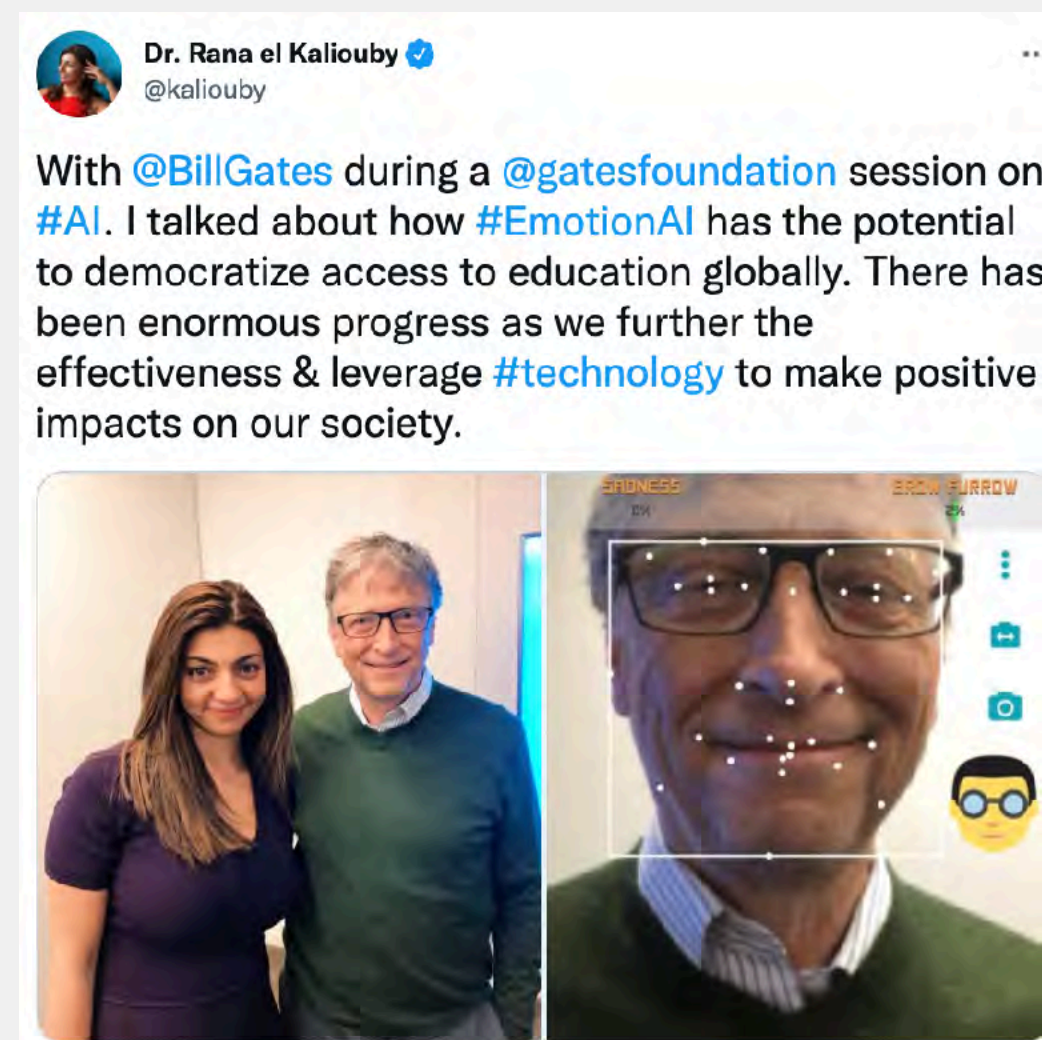 Dr. Rana el Kaliouby
@kaliouby
With @BillGates during a @gatesfoundation session on
#AI. I talked about how #EmotionAI has the potential
to democratize access to education globally. There has
been enormous progress as we further the
effectiveness & leverage #technology to make positive
impacts on our society.
SADNESS
BROW FURROW
0%
2%